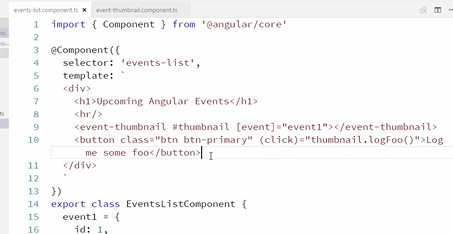 events-list.component.ts × event-thumbnail.component.ts
1 import { Component } from '@angular/core'
2
3 @Component({
4 selector: 'events-list',
5 template: `
6 <div>
7 <h1>Upcoming Angular Events</h1>
8 <hr/>
9 <event-thumbnail #thumbnail [event]="event1"></event-thumbnail>
10 <button class="btn btn-primary" (click)="thumbnail.logFoo()">Log
me some foo</button>
11 </div>
12 `
13 })
14 export class EventsListComponent {
15 event1 = {
16 id: 1,